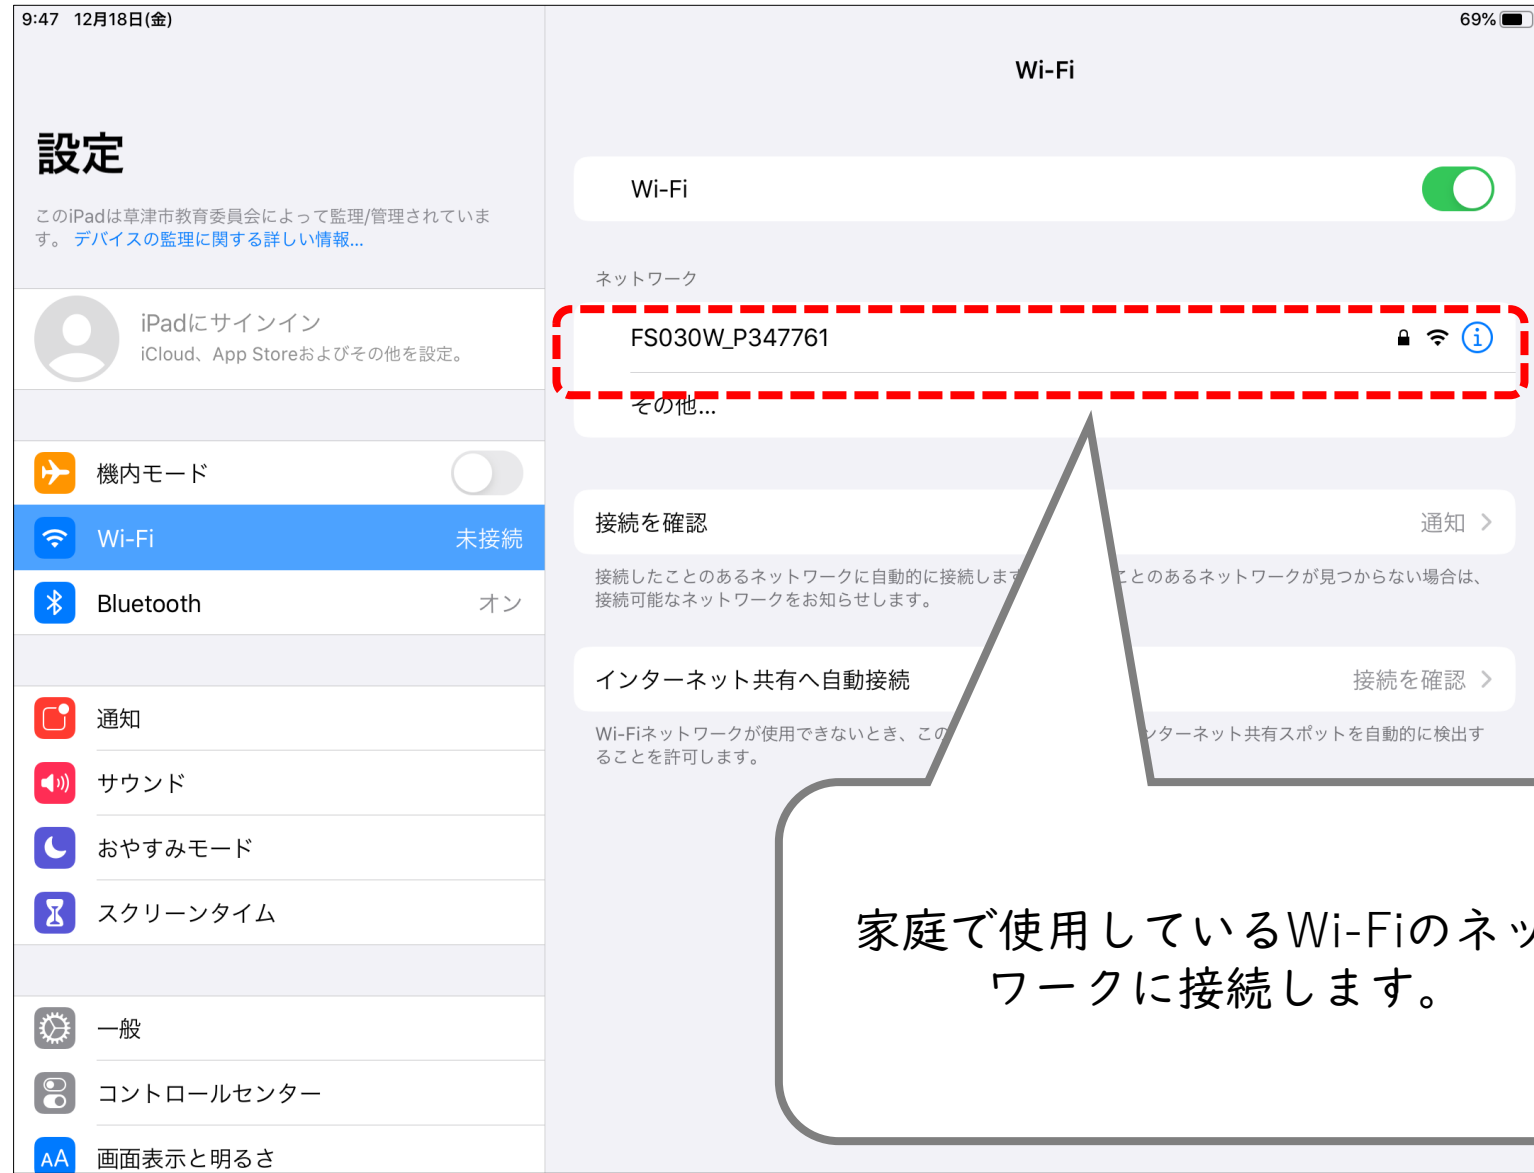 9:47 12月18日(金)
69%
Wi-Fi
設定
このiPadは草津市教育委員会によって監理/管理されていま
す。 デバイスの監理に関する詳しい情報...
iPadにサインイン
iCloud、App Storeおよびその他を設定。
機内モード
Wi-Fi 未接続
Bluetooth オン
通知
サウンド
おやすみモード
スクリーンタイム
一般
コントロールセンター
AA 画面表示と明るさ
Wi-Fi
ネットワーク
FS030W_P347761
その他...
接続を確認 通知
接続したことのあるネットワークに自動的に接続します ことのあるネットワークが見つからない場合は、
接続可能なネットワークをお知らせします。
インターネット共有へ自動接続 接続を確認
Wi-Fiネットワークが使用できないとき、この ンターネット共有スポットを自動的に検出す
ることを許可します。
家庭で使用しているWi-Fiのネッ
ワークに接続します。